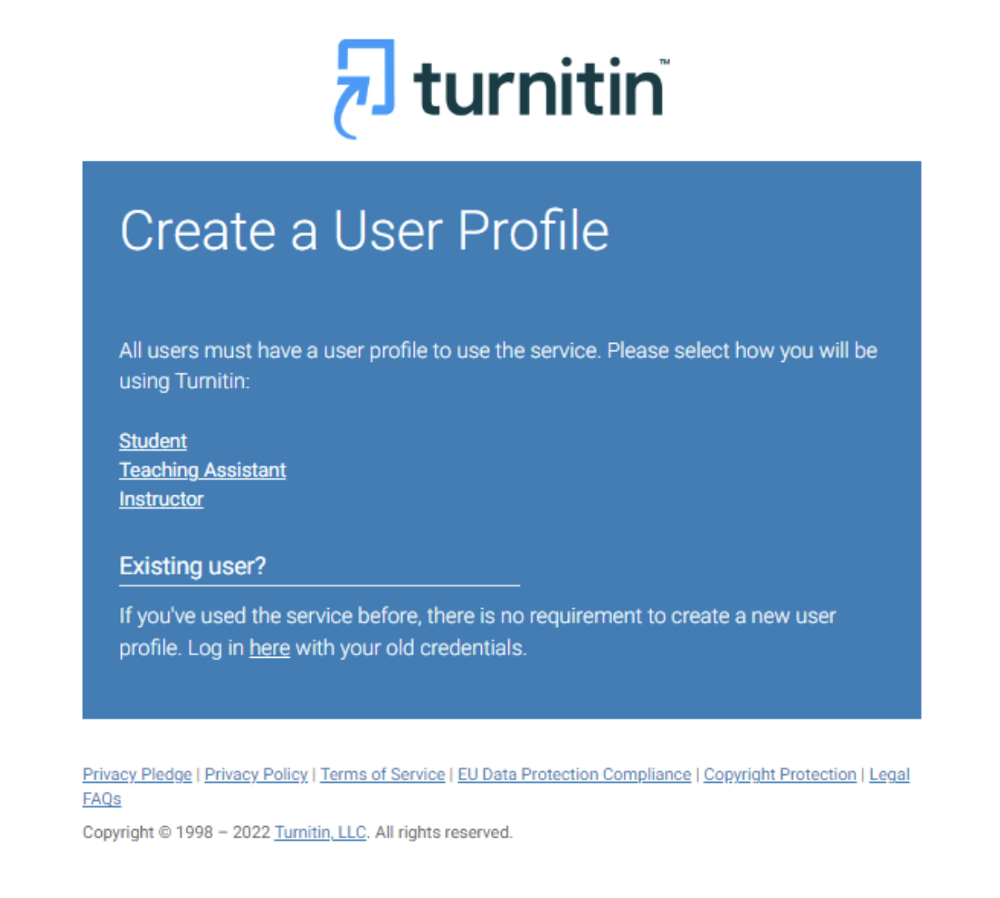 turnitin™
Create a User Profile
All users must have a user profile to use the service. Please select how you will be
using Turnitin:
Student
Teaching Assistant
Instructor
Existing user?
If you've used the service before, there is no requirement to create a new user
profile. Log in here with your old credentials.
Privacy Pledge | Privacy Policy | Terms of Service | EU Data Protection Compliance | Copyright Protection | Legal
FAQs
Copyright © 1998 – 2022 Turnitin, LLC. All rights reserved.